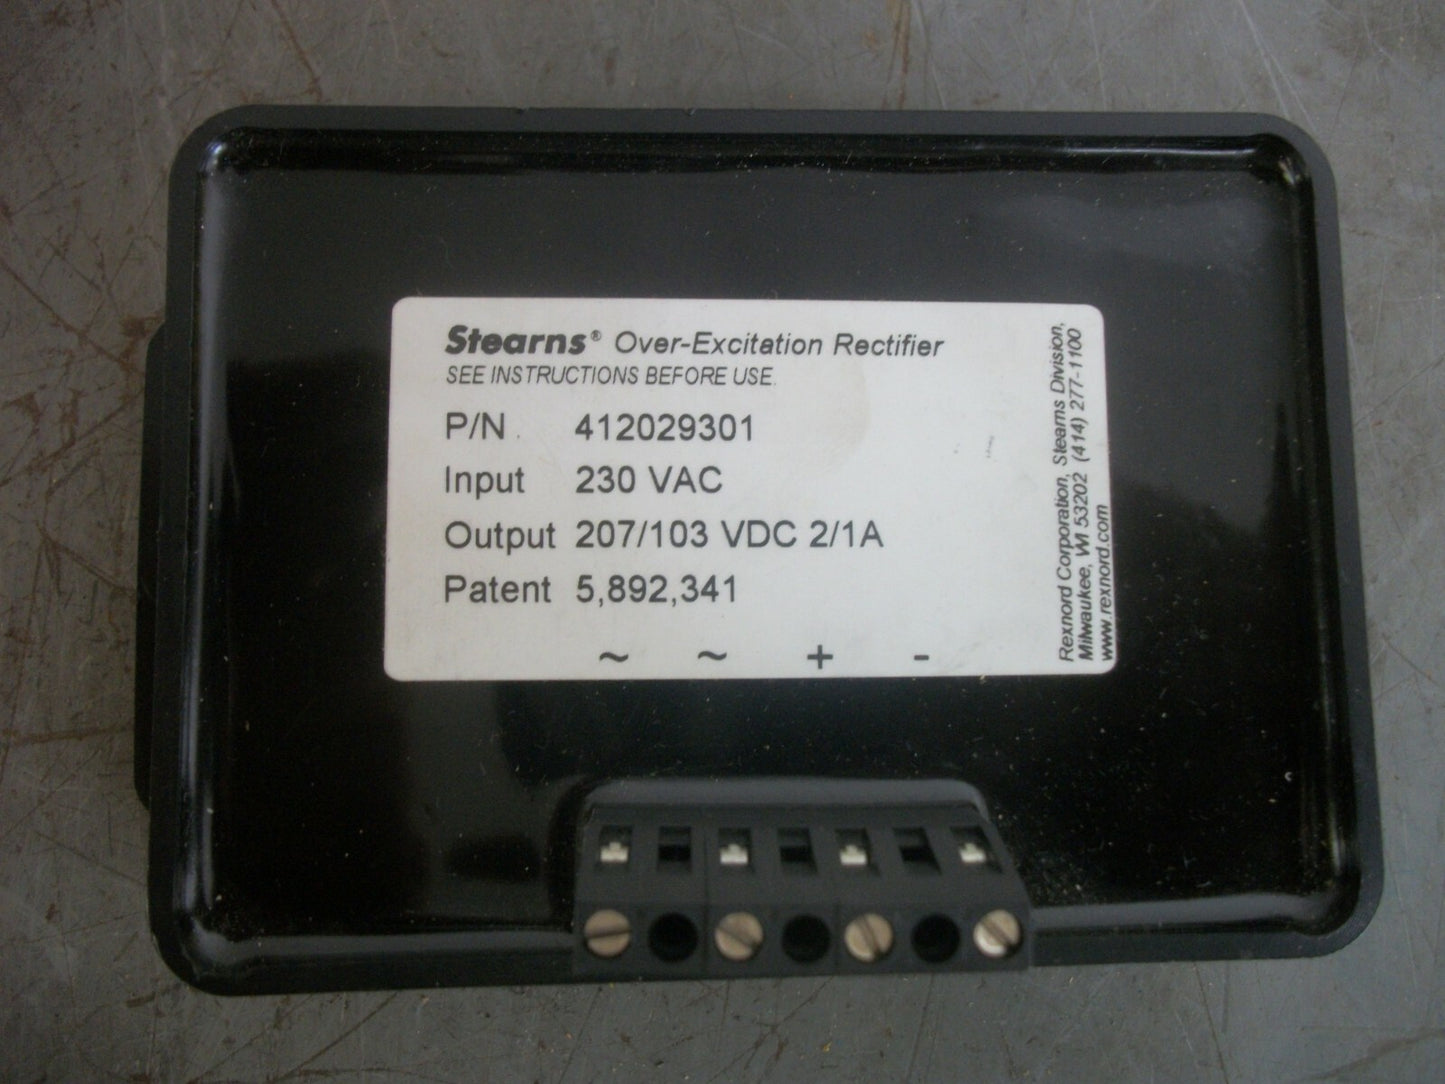 Stearns® Over-Excitation Rectifier
SEE INSTRUCTIONS BEFORE USE.
P/N 412029301
Input 230 VAC
Output 207/103 VDC 2/1A
Patent 5,892,341
~ ~ + -
Rexnord Corporation, Stearns Division,
Milwaukee, WI 53202 (414) 277-1100
www.rexnord.com